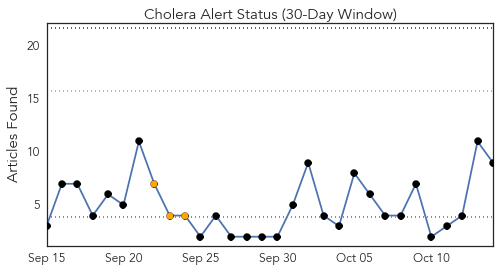 Cholera Alert Status (30-Day Window)
Articles Found
20
15
10
5
Sep 15 Sep 20 Sep 25 Sep 30 Oct 05 Oct 10